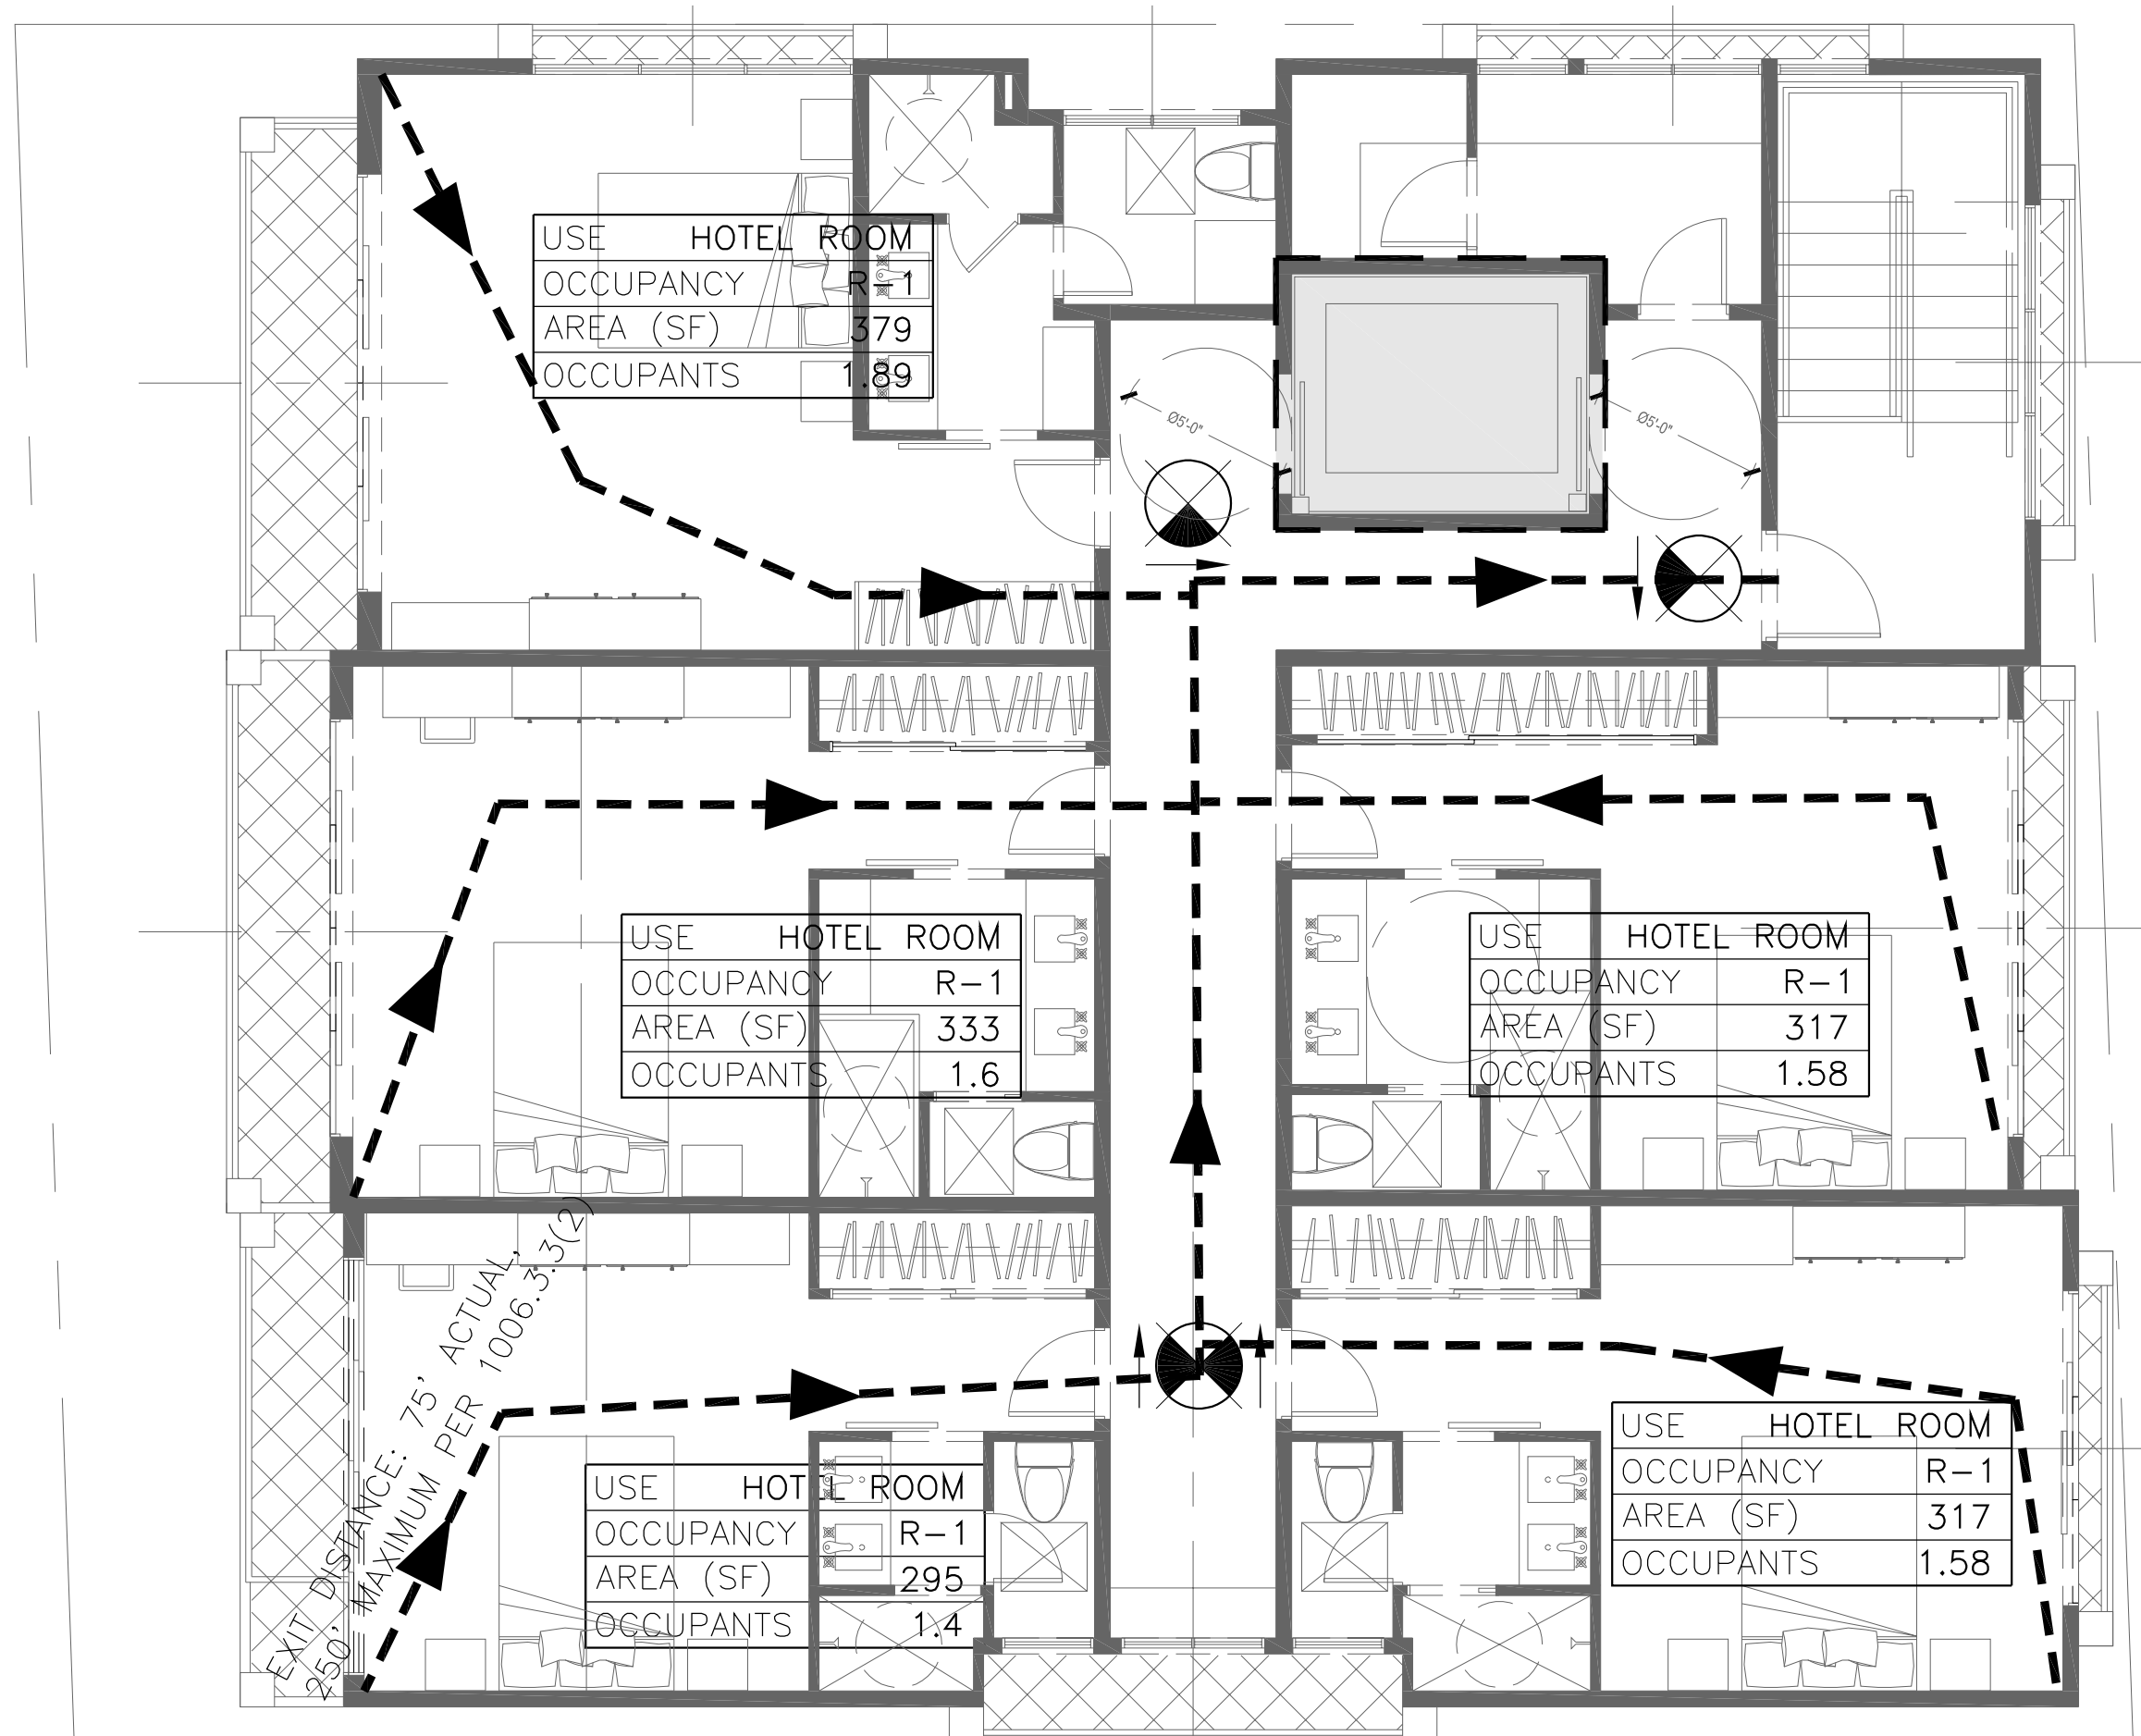 USE HOTEL ROOM
OCCUPANCY R-1
AREA (SF) 379
OCCUPANTS 1.89
Ø5'-0"
Ø5'-0"
USE HOTEL ROOM
OCCUPANCY R-1
AREA (SF) 333
OCCUPANTS 1.6
USE HOTEL ROOM
OCCUPANCY R-1
AREA (SF) 317
OCCUPANTS 1.58
EXIT DISTANCE: 75' ACTUAL,
250' MAXIMUM PER 1006.3.3(2)
USE HOTEL ROOM
OCCUPANCY R-1
AREA (SF) 295
OCCUPANTS 1.4
USE HOTEL ROOM
OCCUPANCY R-1
AREA (SF) 317
OCCUPANTS 1.58